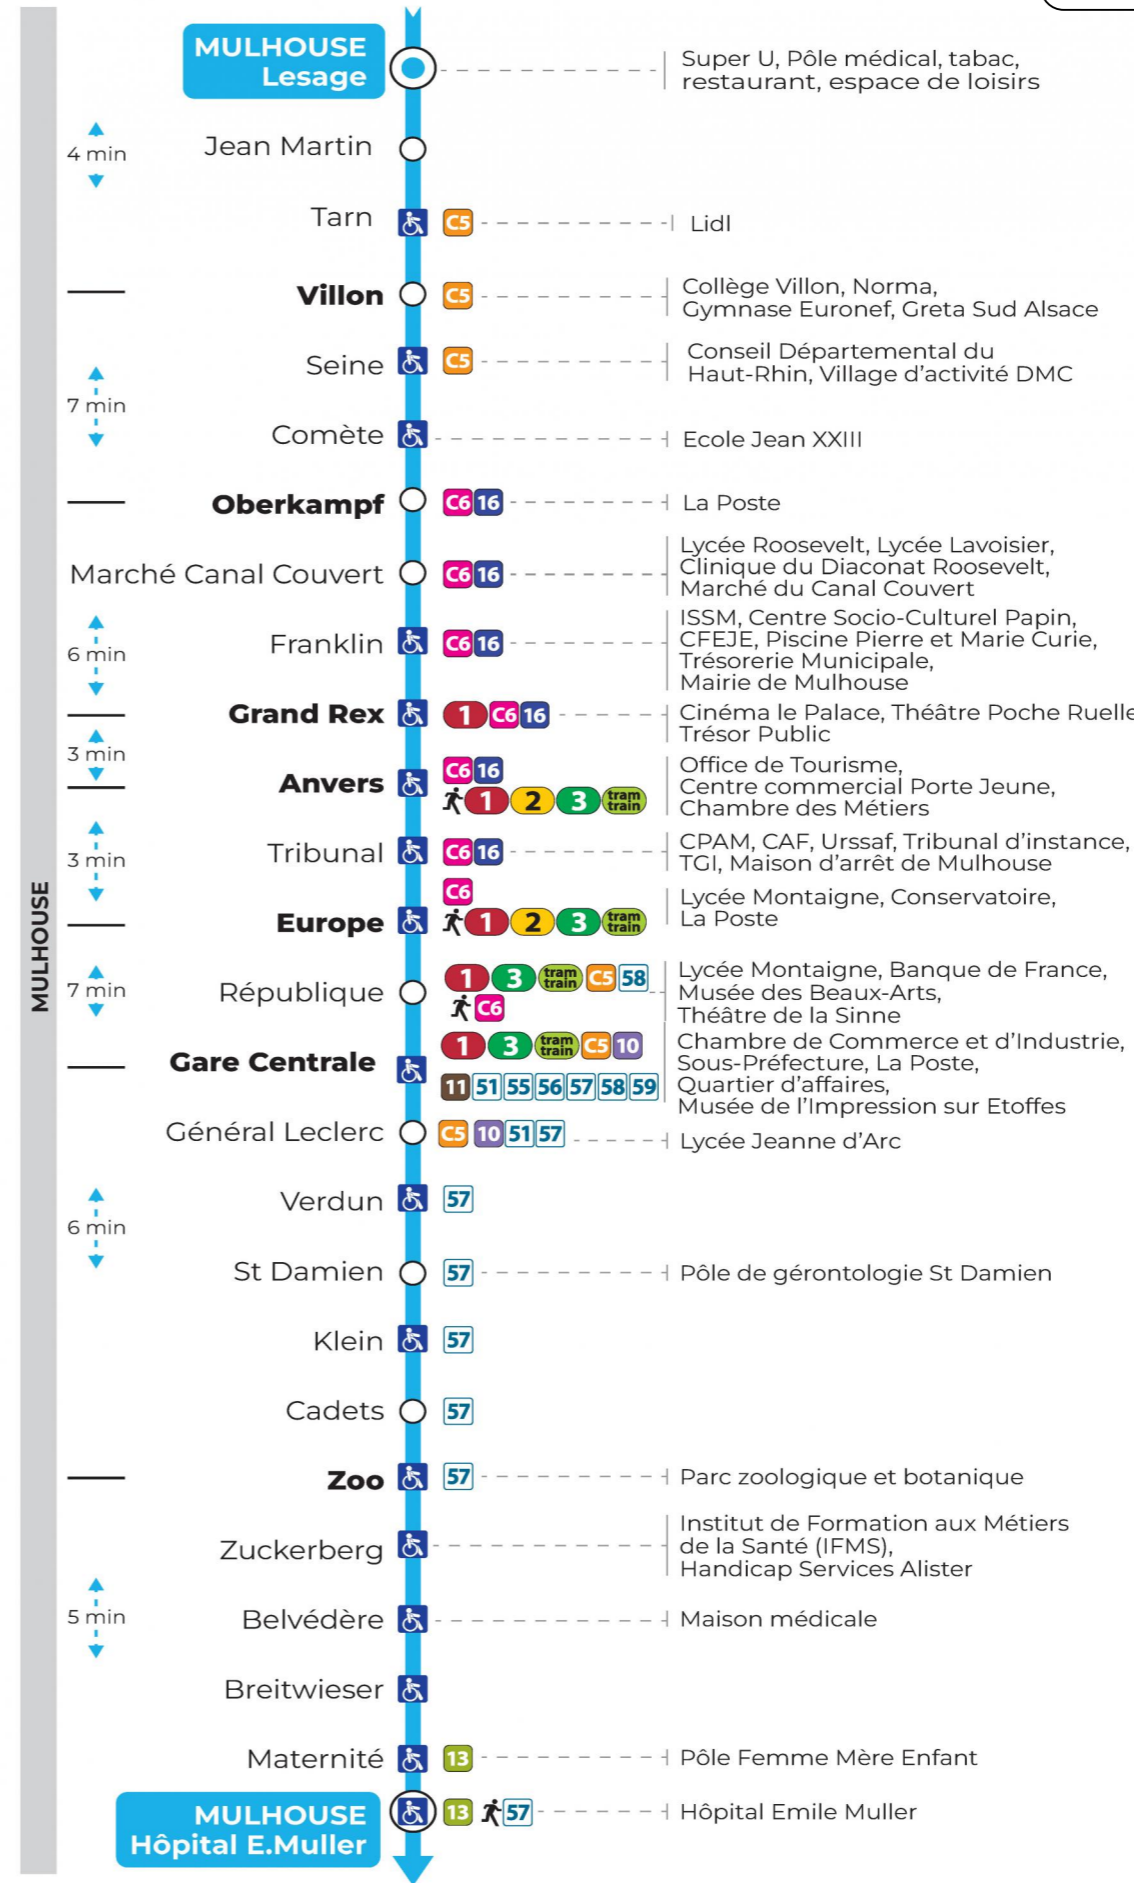 MULHOUSE
MULHOUSE
Lesage
Super U, Pôle médical, tabac,
restaurant, espace de loisirs
4 min
Jean Martin
Tarn
C5
Lidl
Villon
C5
Collège Villon, Norma,
Gymnase Euronef, Greta Sud Alsace
7 min
Seine
C5
Conseil Départemental du
Haut-Rhin, Village d'activité DMC
Comète
Ecole Jean XXIII
Oberkampf
C6 16
La Poste
Marché Canal Couvert
C6 16
Lycée Roosevelt, Lycée Lavoisier,
Clinique du Diaconat Roosevelt,
Marché du Canal Couvert
6 min
Franklin
C6 16
ISSM, Centre Socio-Culturel Papin,
CFEJE, Piscine Pierre et Marie Curie,
Trésorerie Municipale,
Mairie de Mulhouse
Grand Rex
1 C6 16
Cinéma le Palace, Théâtre Poche Ruelle
Trésor Public
3 min
Anvers
C6 16
1 2 3 tram train
Office de Tourisme,
Centre commercial Porte Jeune,
Chambre des Métiers
3 min
Tribunal
C6 16
CPAM, CAF, Urssaf, Tribunal d'instance,
TGI, Maison d'arrêt de Mulhouse
Europe
C6
1 2 3 tram train
Lycée Montaigne, Conservatoire,
La Poste
7 min
République
1 3 tram train C5 58
C6
Lycée Montaigne, Banque de France,
Musée des Beaux-Arts,
Théâtre de la Sinne
Gare Centrale
1 3 tram train C5 10
11 51 55 56 57 58 59
Chambre de Commerce et d'Industrie,
Sous-Préfecture, La Poste,
Quartier d'affaires,
Musée de l'Impression sur Etoffes
Général Leclerc
C5 10 51 57
Lycée Jeanne d'Arc
6 min
Verdun
57
St Damien
57
Pôle de gérontologie St Damien
Klein
57
Cadets
57
Zoo
57
Parc zoologique et botanique
Zuckerberg
Institut de Formation aux Métiers
de la Santé (IFMS),
Handicap Services Alister
5 min
Belvédère
Maison médicale
Breitwieser
Maternité
13
Pôle Femme Mère Enfant
MULHOUSE
Hôpital E.Muller
13 57
Hôpital Emile Muller